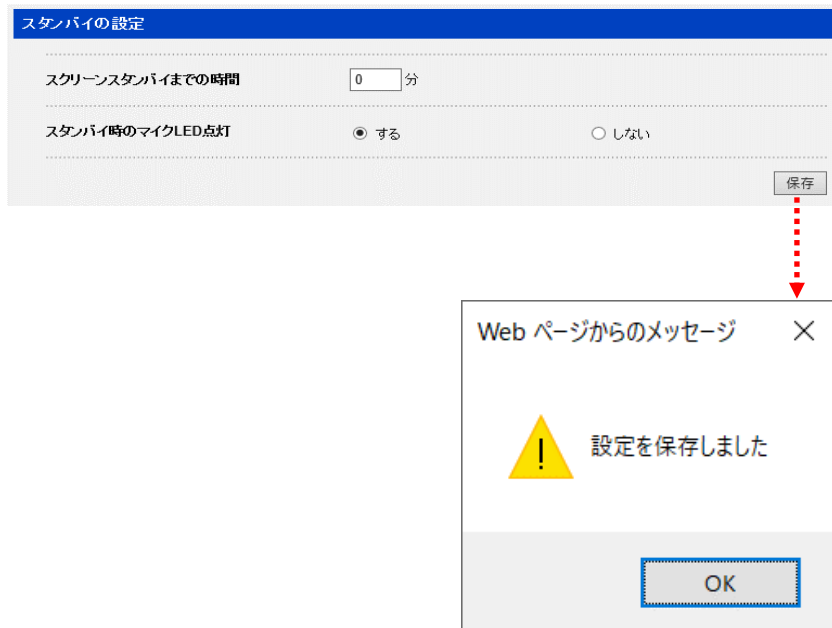 スタンバイの設定
スクリーンスタンバイまでの時間 0 分
スタンバイ時のマイクLED点灯 する しない
保存
Web ページからのメッセージ
設定を保存しました
OK